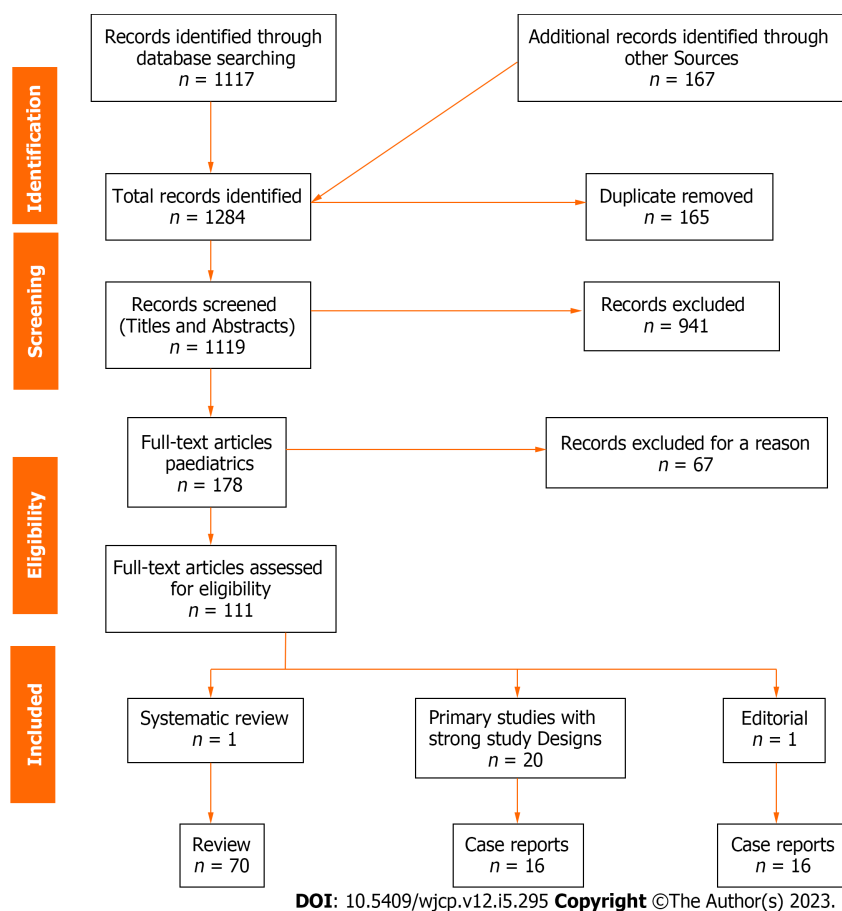 Records identified through
database searching
n = 1117
Additional records identified through
other Sources
n = 167
Identification
Total records identified
n = 1284
Duplicate removed
n = 165
Screening
Records screened
(Titles and Abstracts)
n = 1119
Records excluded
n = 941
Full-text articles
paediatrics
n = 178
Records excluded for a reason
n = 67
Eligibility
Full-text articles assessed
for eligibility
n = 111
Included
Systematic review
n = 1
Primary studies with
strong study Designs
n = 20
Editorial
n = 1
Review
n = 70
Case reports
n = 16
Case reports
n = 16
DOI: 10.5409/wjcp.v12.i5.295 Copyright ©The Author(s) 2023.